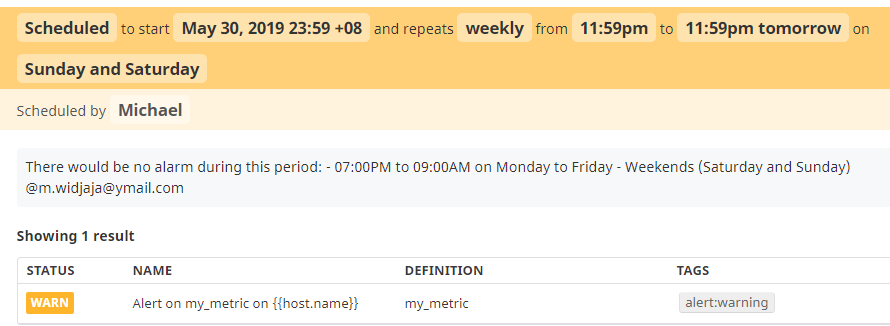 Scheduled to start May 30, 2019 23:59 +08 and repeats weekly from 11:59pm to 11:59pm tomorrow on
Sunday and Saturday
Scheduled by Michael
There would be no alarm during this period: - 07:00PM to 09:00AM on Monday to Friday - Weekends (Saturday and Sunday)
@m.widjaja@ymail.com
Showing 1 result
STATUS NAME DEFINITION TAGS
WARN Alert on my_metric on {{host.name}} my_metric alert:warning